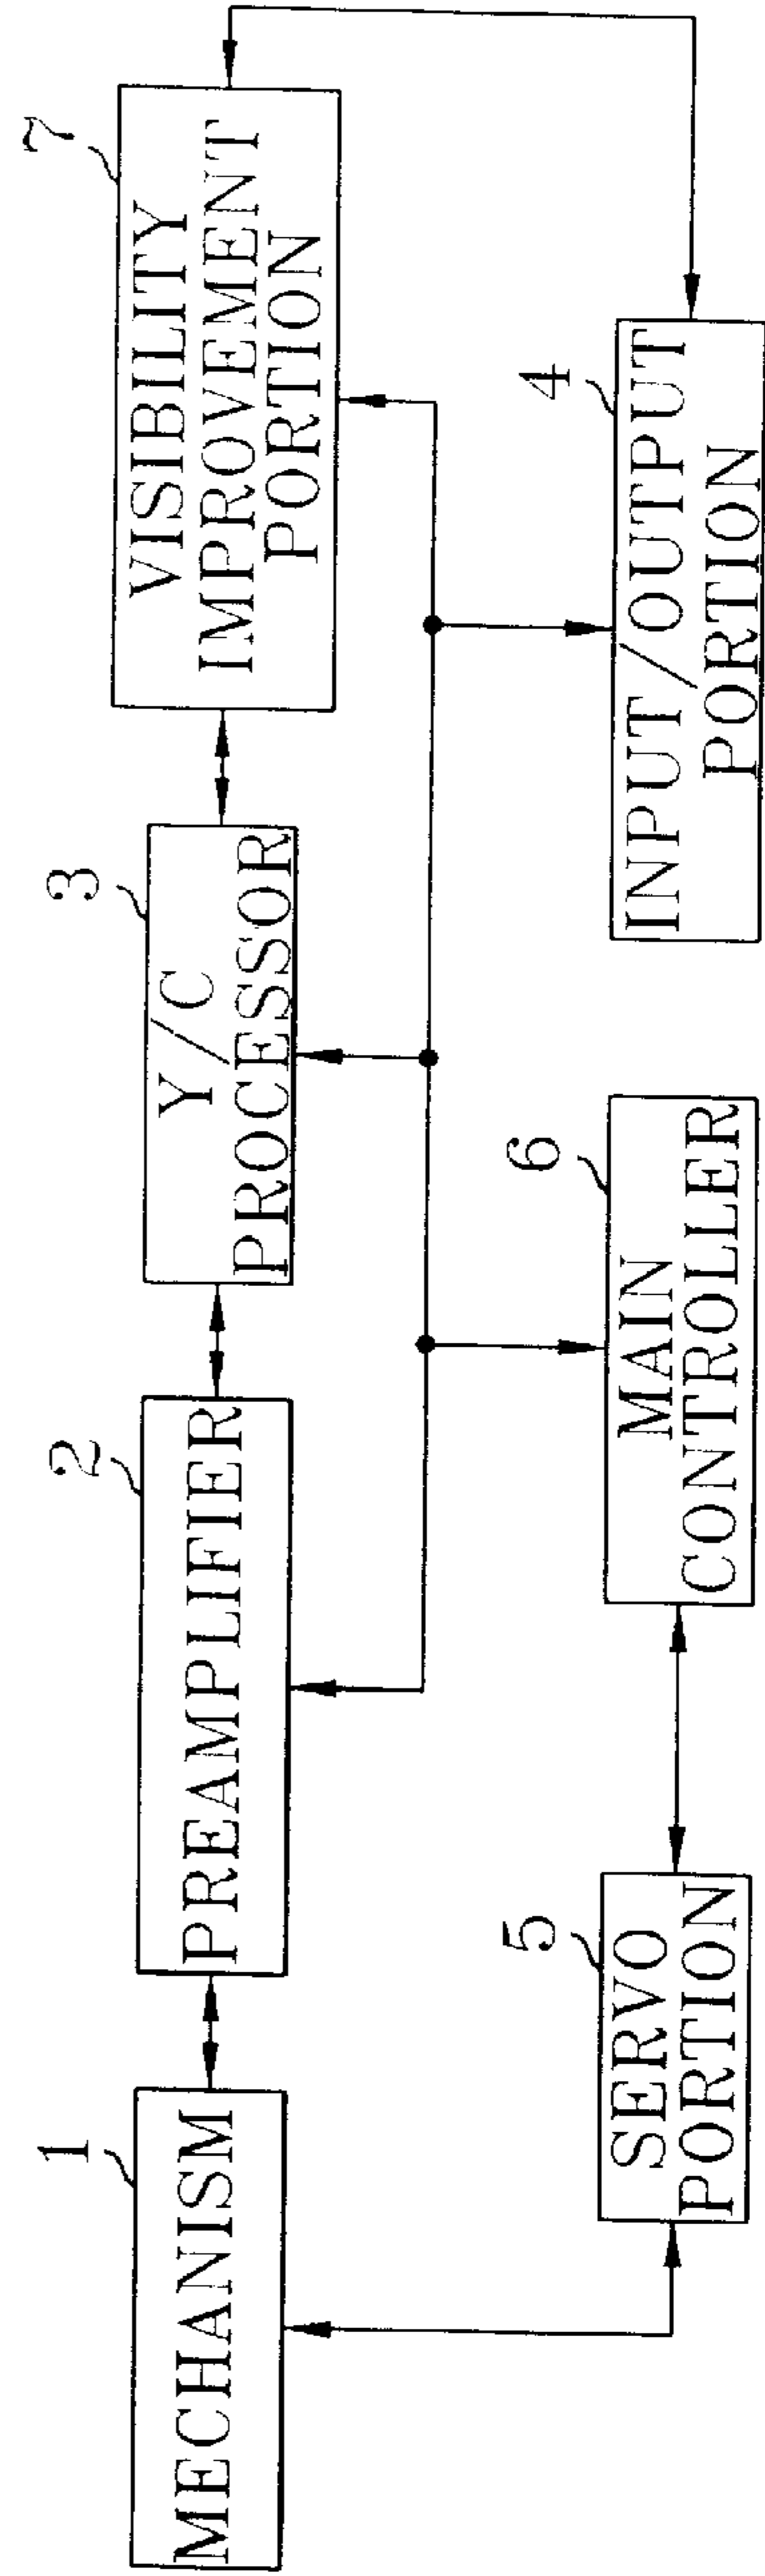 1
MECHANISM
2
PREAMPLIFIER
3
Y/C
PROCESSOR
7
VISIBILITY
IMPROVEMENT
PORTION
5
SERVO
PORTION
6
MAIN
CONTROLLER
4
INPUT/OUTPUT
PORTION